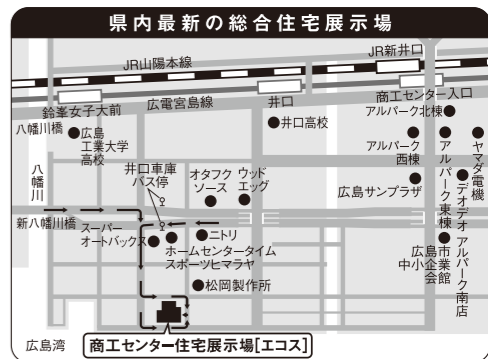 県内最新の総合住宅展示場
JR山陽本線
JR新井口
鈴峯女子大前
広電宮島線
井口
商工センター入口
八幡川橋
広島
工業大学
高校
井口高校
アルパーク北棟
アルパーク
西棟
アルパーク東棟
ヤマダ電機
デオデオ アルパーク南店
広島サンプラザ
八幡川
井口車庫
バス停
オタフク
ソース
ウッド
エッグ
新八幡川橋
スーパー
オートバックス
ニトリ
ホームセンタータイム
スポーツヒマラヤ
広島市
中小企業
会館
松岡製作所
広島湾
商工センター住宅展示場[エコス]